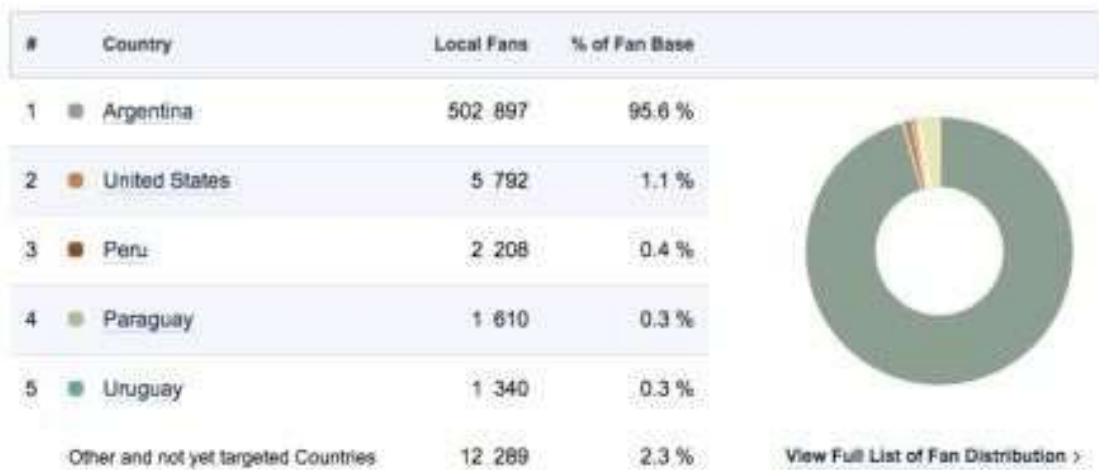 # Country Local Fans % of Fan Base
1 Argentina 502 897 95.6 %
2 United States 5 792 1.1 %
3 Peru 2 208 0.4 %
4 Paraguay 1 610 0.3 %
5 Uruguay 1 340 0.3 %
Other and not yet targeted Countries 12 289 2.3 %
View Full List of Fan Distribution >